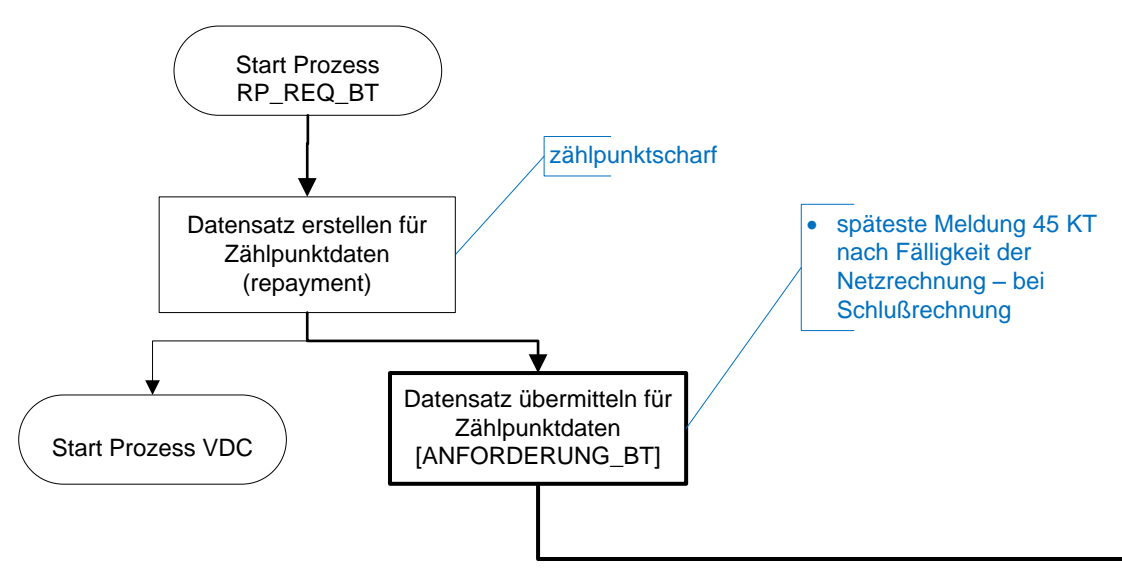 Start Prozess
RP_REQ_BT
zählpunktscharf
Datensatz erstellen für
Zählpunktdaten
(repayment)
• späteste Meldung 45 KT
nach Fälligkeit der
Netzrechnung – bei
Schlußrechnung
Datensatz übermitteln für
Zählpunktdaten
[ANFORDERUNG_BT]
Start Prozess VDC